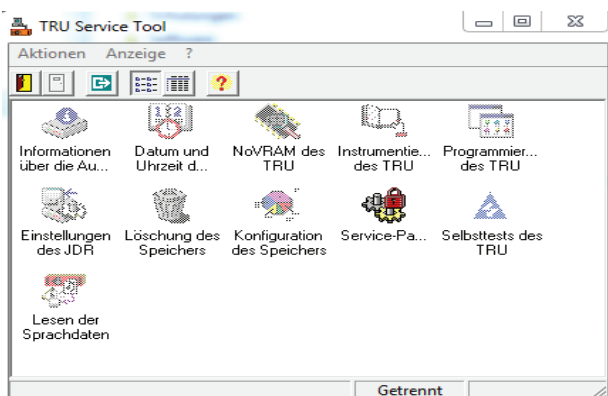 TRU Service Tool
Aktionen Anzeige ?
Informationen über die Au...
Datum und Uhrzeit d...
NoVRAM des TRU
Instrumentie... des TRU
Programmier... des TRU
Einstellungen des JDR
Löschung des Speichers
Konfiguration des Speichers
Service-Pa...
Selbsttests des TRU
Lesen der Sprachdaten
Getrennt